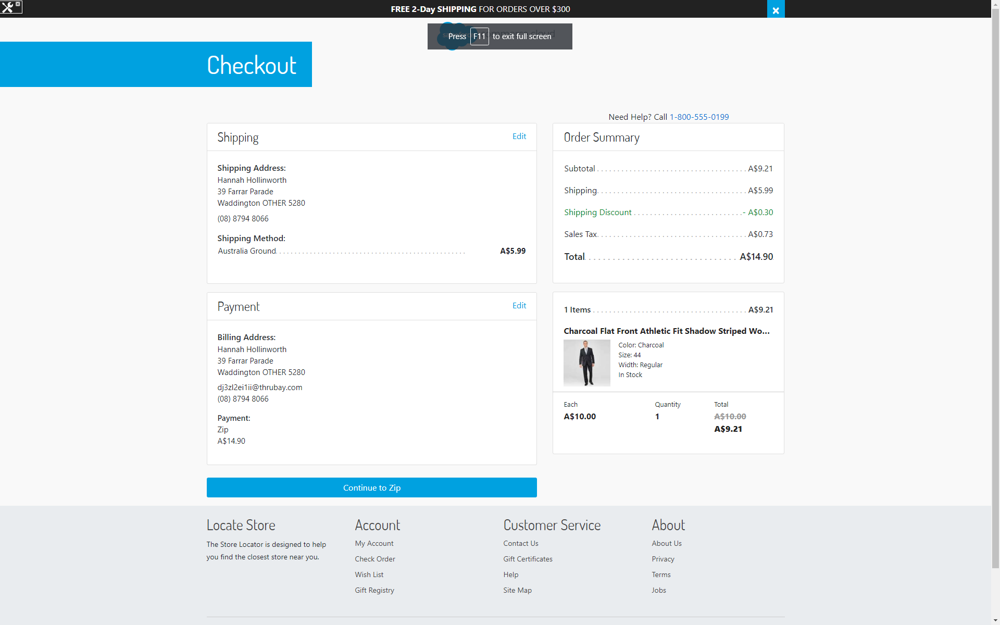 FREE 2-Day SHIPPING FOR ORDERS OVER $300
Press F11 to exit full screen
Checkout
Need Help? Call 1-800-555-0199
Shipping
Edit
Shipping Address:
Hannah Hollinworth
39 Farrar Parade
Waddington OTHER 5280
(08) 8794 8066
Shipping Method:
Australia Ground A$5.99
Payment
Edit
Billing Address:
Hannah Hollinworth
39 Farrar Parade
Waddington OTHER 5280
dj3zl2ei1ii@thrubay.com
(08) 8794 8066
Payment:
Zip
A$14.90
Continue to Zip
Order Summary
Subtotal A$9.21
Shipping A$5.99
Shipping Discount - A$0.30
Sales Tax A$0.73
Total A$14.90
1 Items A$9.21
Charcoal Flat Front Athletic Fit Shadow Striped Wo...
Color: Charcoal
Size: 44
Width: Regular
In Stock
Each Quantity Total
A$10.00 1 A$10.00
A$9.21
Locate Store
The Store Locator is designed to help
you find the closest store near you.
Account
My Account
Check Order
Wish List
Gift Registry
Customer Service
Contact Us
Gift Certificates
Help
Site Map
About
About Us
Privacy
Terms
Jobs